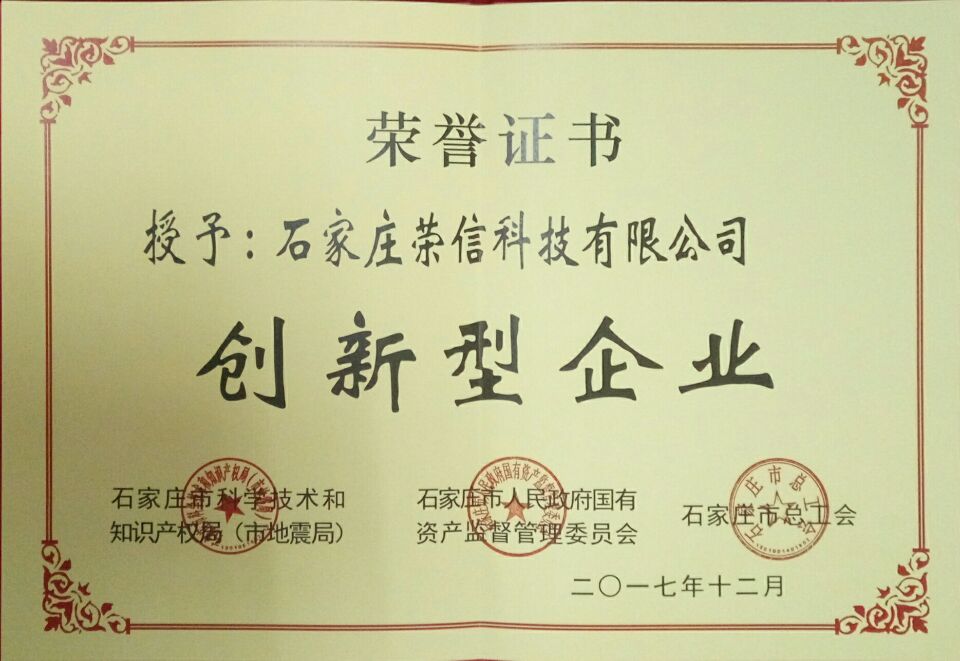 荣誉证书
授予：石家庄荣信科技有限公司
创新型企业
石家庄市科学技术和
知识产权局（市地震局）
石家庄市人民政府国有
资产监督管理委员会
石家庄市总工会
二〇一七年十二月